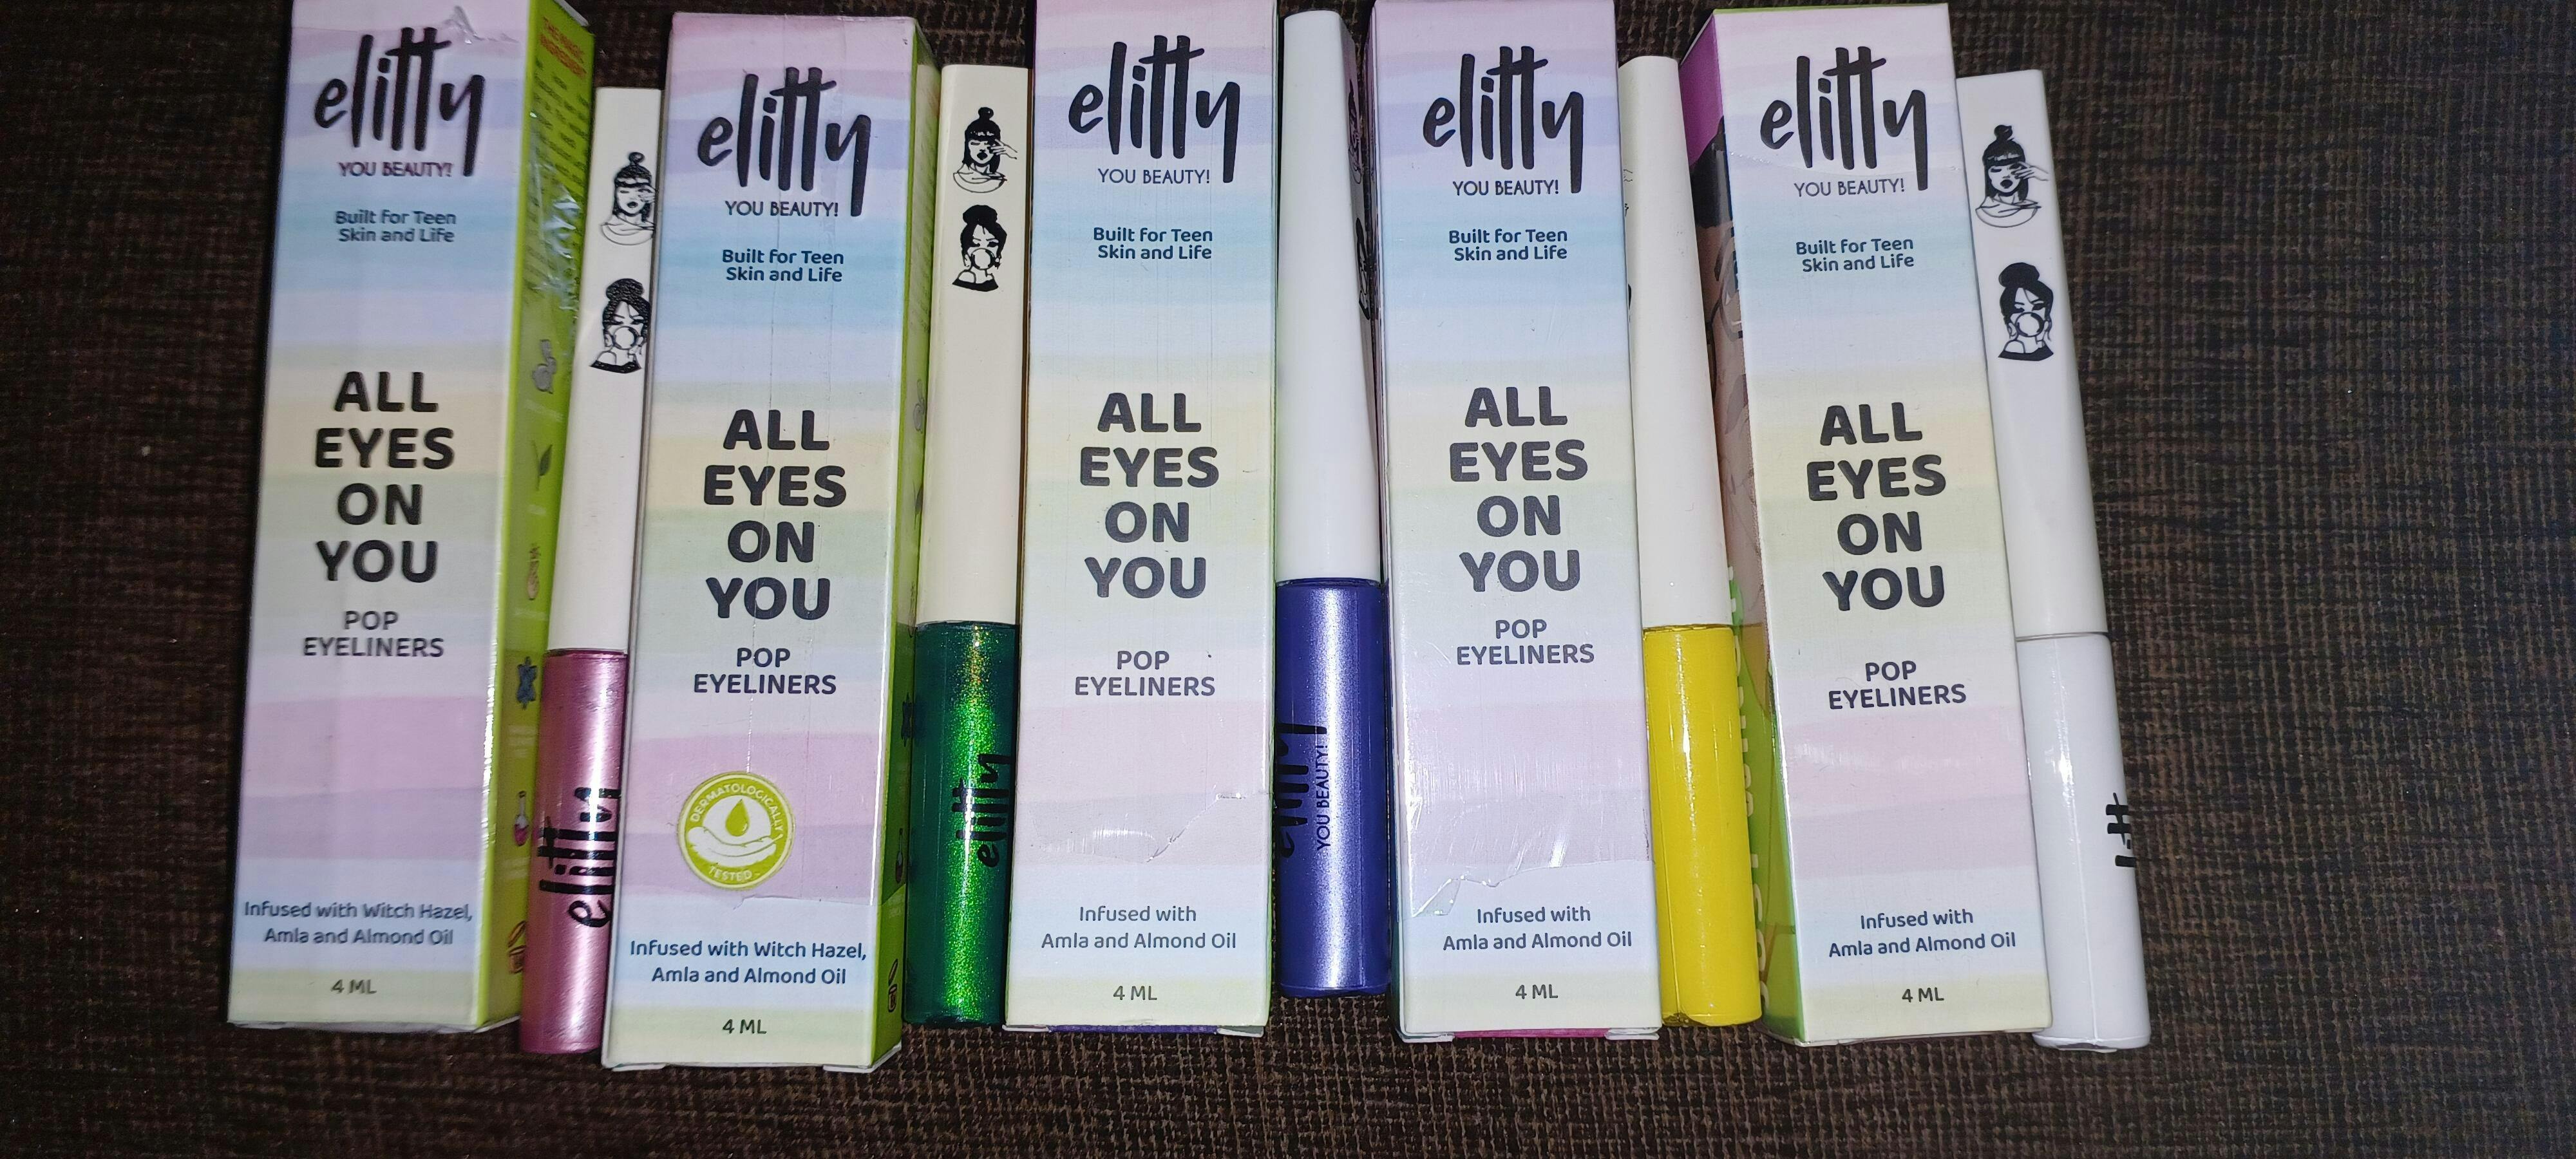 elitty
YOU BEAUTY!
Built for Teen
Skin and Life
ALL
EYES
ON
YOU
POP
EYELINERS
Infused with Witch Hazel,
Amla and Almond Oil
4 ML
THE MAGIC
INGREDIENT
elitty
elitty
YOU BEAUTY!
Built for Teen
Skin and Life
ALL
EYES
ON
YOU
POP
EYELINERS
DERMATOLOGICALLY
TESTED
Infused with Witch Hazel,
Amla and Almond Oil
4 ML
elitty
elitty
YOU BEAUTY!
Built for Teen
Skin and Life
ALL
EYES
ON
YOU
POP
EYELINERS
Infused with
Amla and Almond Oil
4 ML
elitty
YOU BEAUTY!
elitty
YOU BEAUTY!
Built for Teen
Skin and Life
ALL
EYES
ON
YOU
POP
EYELINERS
Infused with
Amla and Almond Oil
4 ML
elitty
YOU BEAUTY!
Built for Teen
Skin and Life
ALL
EYES
ON
YOU
POP
EYELINERS
Infused with
Amla and Almond Oil
4 ML